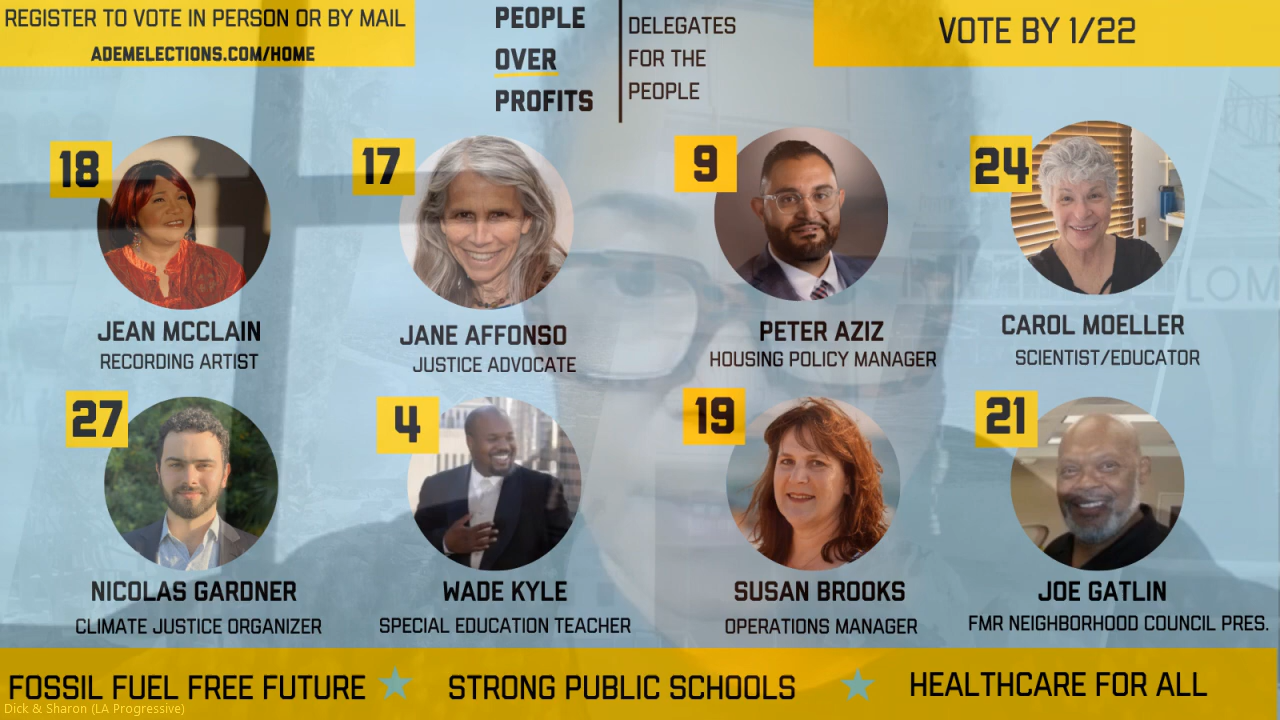 REGISTER TO VOTE IN PERSON OR BY MAIL
ADEMELECTIONS.COM/HOME
PEOPLE
OVER
PROFITS
DELEGATES
FOR THE
PEOPLE
VOTE BY 1/22
18
17
9
24
LOM
JEAN MCCLAIN
RECORDING ARTIST
JANE AFFONSO
JUSTICE ADVOCATE
PETER AZIZ
HOUSING POLICY MANAGER
CAROL MOELLER
SCIENTIST/EDUCATOR
27
4
19
21
NICOLAS GARDNER
CLIMATE JUSTICE ORGANIZER
WADE KYLE
SPECIAL EDUCATION TEACHER
SUSAN BROOKS
OPERATIONS MANAGER
JOE GATLIN
FMR NEIGHBORHOOD COUNCIL PRES.
FOSSIL FUEL FREE FUTURE
STRONG PUBLIC SCHOOLS
HEALTHCARE FOR ALL
Dick & Sharon (LA Progressive)